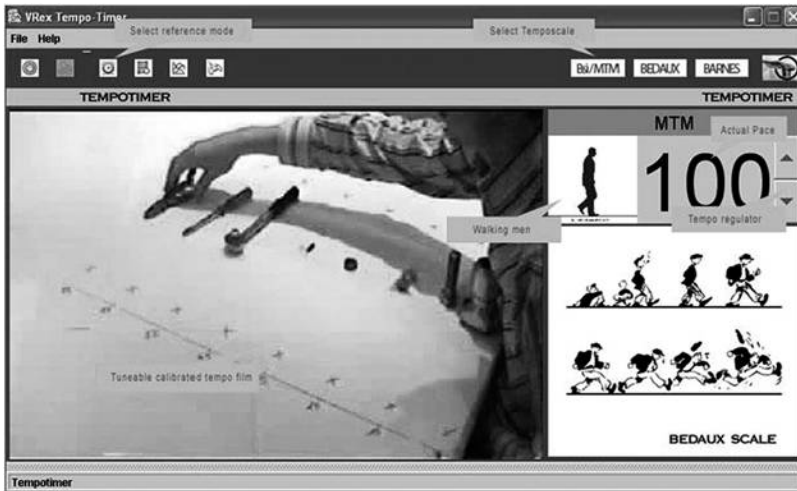 VRex Tempo-Timer
File Help
Select reference mode
Select Temposcale
Bsi/MTM
BEDAUX
BARNES
TEMPOTIMER
TEMPOTIMER
MTM
Actual Pace
100
Walking men
Tempo regulator
Tuneable calibrated tempo film
BEDAUX SCALE
Tempotimer